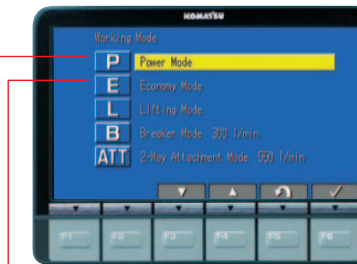 KOMATSU
Working Mode
P Power Mode
E Economy Mode
L Lifting Mode
B Breaker Mode 300 l/min
ATT 2-Way Attachment Mode 550 l/min
F1 F2 F3 F4 F5 F6